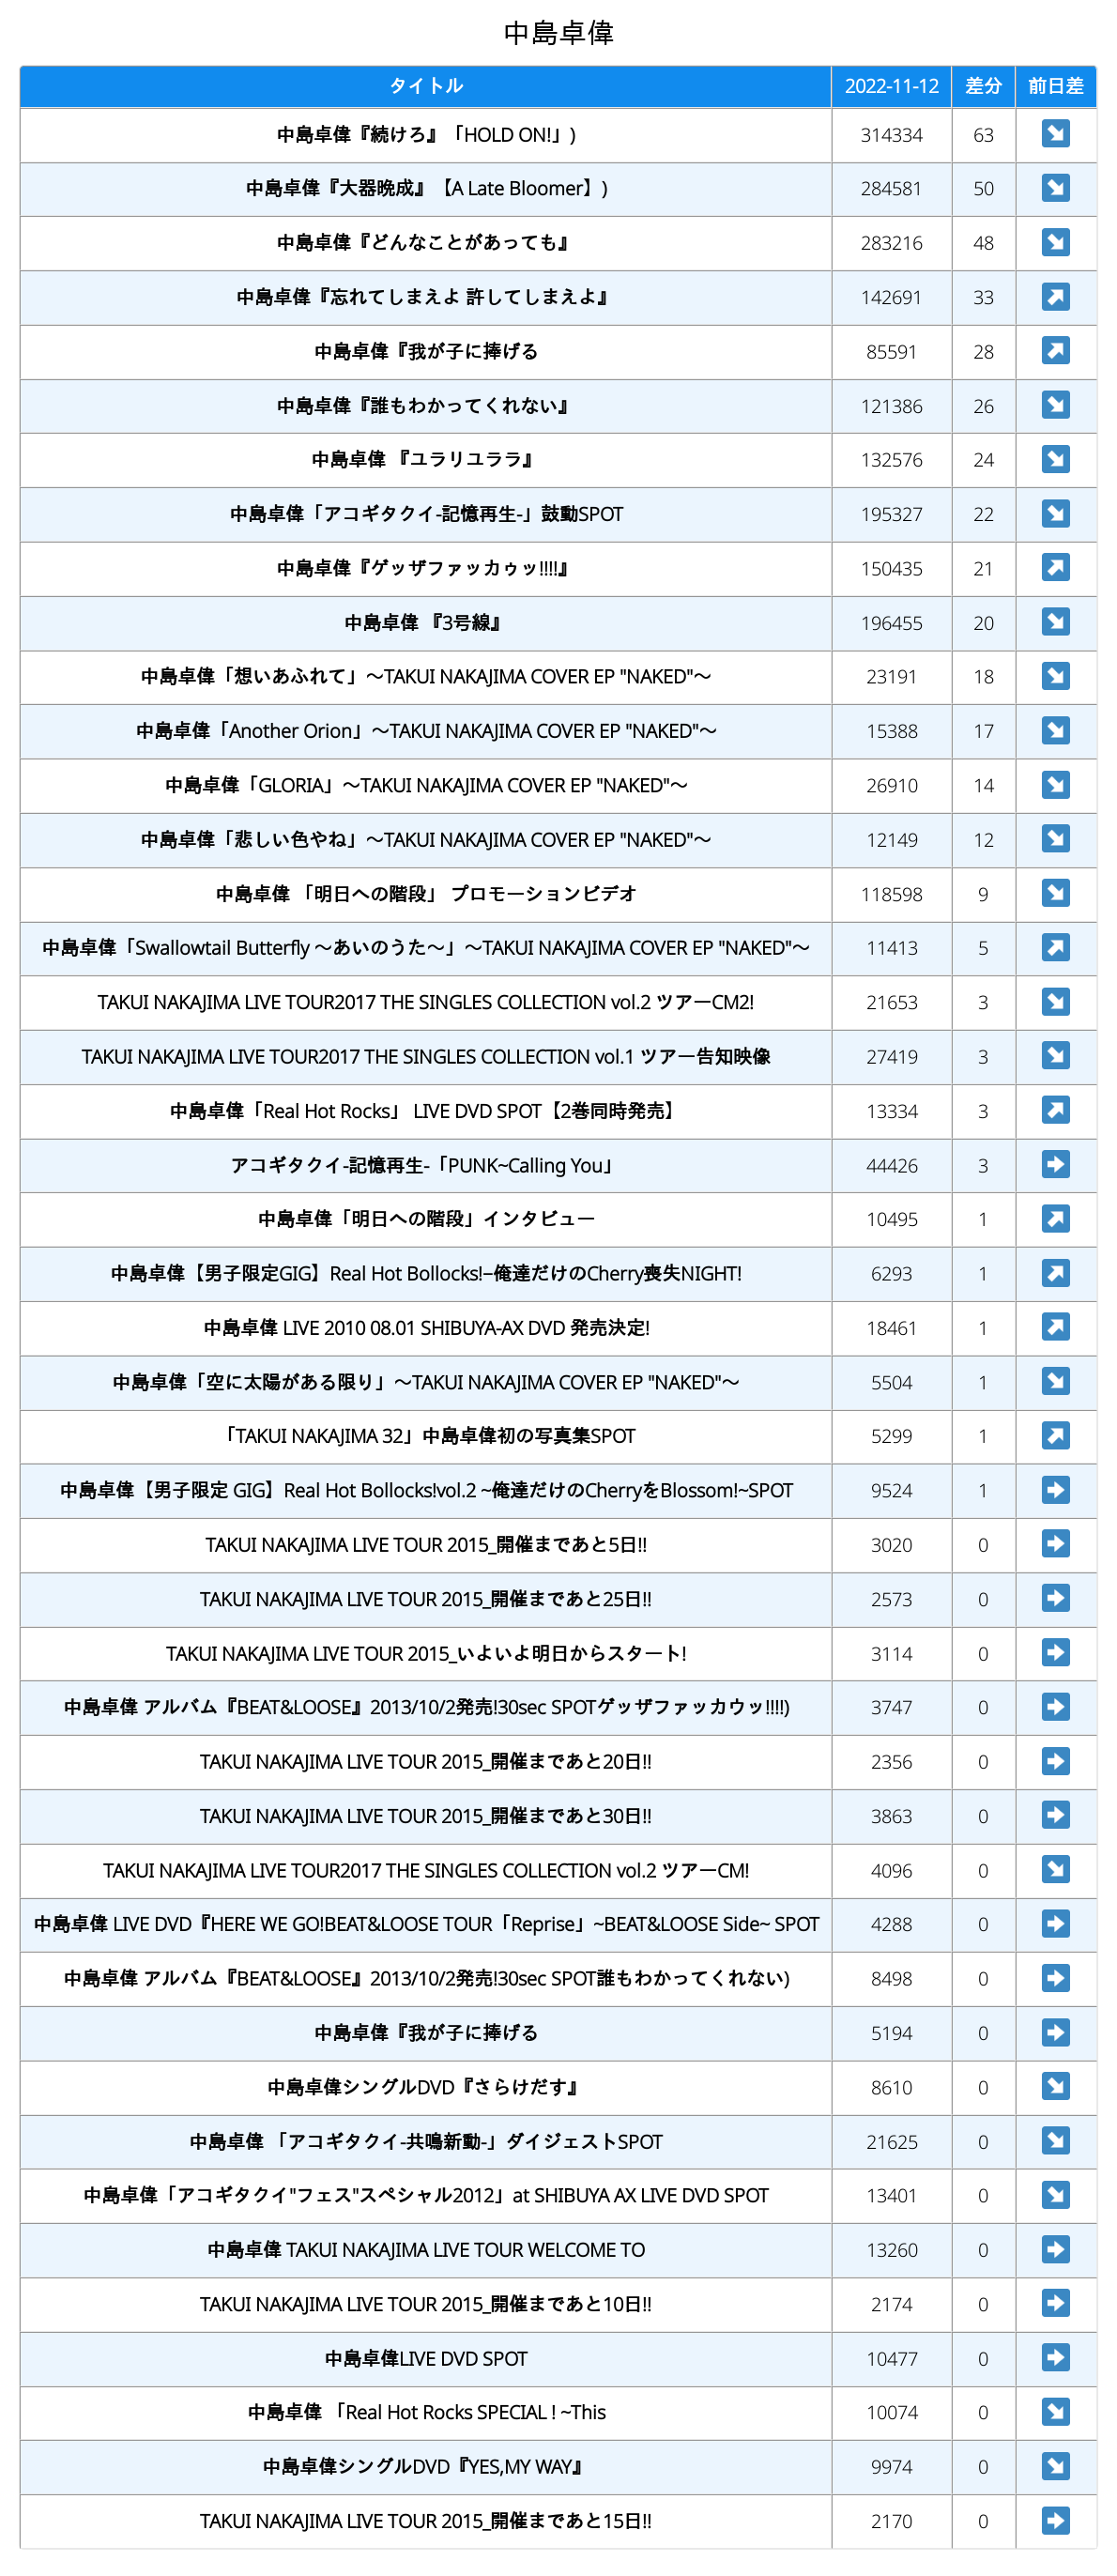 中島卓偉
タイトル 2022-11-12 差分 前日差
中島卓偉『続けろ』「HOLD ON!」) 314334 63 ↘
中島卓偉『大器晩成』【A Late Bloomer】) 284581 50 ↘
中島卓偉『どんなことがあっても』 283216 48 ↘
中島卓偉『忘れてしまえよ 許してしまえよ』 142691 33 ↗
中島卓偉『我が子に捧げる 85591 28 ↗
中島卓偉『誰もわかってくれない』 121386 26 ↘
中島卓偉 『ユラリユララ』 132576 24 ↘
中島卓偉「アコギタクイ-記憶再生-」鼓動SPOT 195327 22 ↘
中島卓偉『ゲッザファッカゥッ!!!!』 150435 21 ↗
中島卓偉 『3号線』 196455 20 ↘
中島卓偉「想いあふれて」〜TAKUI NAKAJIMA COVER EP "NAKED"〜 23191 18 ↘
中島卓偉「Another Orion」〜TAKUI NAKAJIMA COVER EP "NAKED"〜 15388 17 ↘
中島卓偉「GLORIA」〜TAKUI NAKAJIMA COVER EP "NAKED"〜 26910 14 ↘
中島卓偉「悲しい色やね」〜TAKUI NAKAJIMA COVER EP "NAKED"〜 12149 12 ↘
中島卓偉 「明日への階段」 プロモーションビデオ 118598 9 ↘
中島卓偉「Swallowtail Butterfly 〜あいのうた〜」〜TAKUI NAKAJIMA COVER EP "NAKED"〜 11413 5 ↗
TAKUI NAKAJIMA LIVE TOUR2017 THE SINGLES COLLECTION vol.2 ツアーCM2! 21653 3 ↘
TAKUI NAKAJIMA LIVE TOUR2017 THE SINGLES COLLECTION vol.1 ツアー告知映像 27419 3 ↘
中島卓偉「Real Hot Rocks」 LIVE DVD SPOT【2巻同時発売】 13334 3 ↗
アコギタクイ-記憶再生-「PUNK~Calling You」 44426 3 ➡
中島卓偉「明日への階段」インタビュー 10495 1 ↗
中島卓偉【男子限定GIG】Real Hot Bollocks!−俺達だけのCherry喪失NIGHT! 6293 1 ↗
中島卓偉 LIVE 2010 08.01 SHIBUYA-AX DVD 発売決定! 18461 1 ↗
中島卓偉「空に太陽がある限り」〜TAKUI NAKAJIMA COVER EP "NAKED"〜 5504 1 ↘
「TAKUI NAKAJIMA 32」中島卓偉初の写真集SPOT 5299 1 ↗
中島卓偉【男子限定 GIG】Real Hot Bollocks!vol.2 ~俺達だけのCherryをBlossom!~SPOT 9524 1 ➡
TAKUI NAKAJIMA LIVE TOUR 2015_開催まであと5日!! 3020 0 ➡
TAKUI NAKAJIMA LIVE TOUR 2015_開催まであと25日!! 2573 0 ➡
TAKUI NAKAJIMA LIVE TOUR 2015_いよいよ明日からスタート! 3114 0 ➡
中島卓偉 アルバム『BEAT&LOOSE』2013/10/2発売!30sec SPOTゲッザファッカウッ!!!!) 3747 0 ➡
TAKUI NAKAJIMA LIVE TOUR 2015_開催まであと20日!! 2356 0 ➡
TAKUI NAKAJIMA LIVE TOUR 2015_開催まであと30日!! 3863 0 ➡
TAKUI NAKAJIMA LIVE TOUR2017 THE SINGLES COLLECTION vol.2 ツアーCM! 4096 0 ↘
中島卓偉 LIVE DVD『HERE WE GO!BEAT&LOOSE TOUR「Reprise」~BEAT&LOOSE Side~ SPOT 4288 0 ➡
中島卓偉 アルバム『BEAT&LOOSE』2013/10/2発売!30sec SPOT誰もわかってくれない) 8498 0 ➡
中島卓偉『我が子に捧げる 5194 0 ➡
中島卓偉シングルDVD『さらけだす』 8610 0 ↘
中島卓偉 「アコギタクイ-共鳴新動-」ダイジェストSPOT 21625 0 ↘
中島卓偉「アコギタクイ"フェス"スペシャル2012」at SHIBUYA AX LIVE DVD SPOT 13401 0 ↘
中島卓偉 TAKUI NAKAJIMA LIVE TOUR WELCOME TO 13260 0 ➡
TAKUI NAKAJIMA LIVE TOUR 2015_開催まであと10日!! 2174 0 ➡
中島卓偉LIVE DVD SPOT 10477 0 ➡
中島卓偉 「Real Hot Rocks SPECIAL ! ~This 10074 0 ↘
中島卓偉シングルDVD『YES,MY WAY』 9974 0 ↘
TAKUI NAKAJIMA LIVE TOUR 2015_開催まであと15日!! 2170 0 ➡